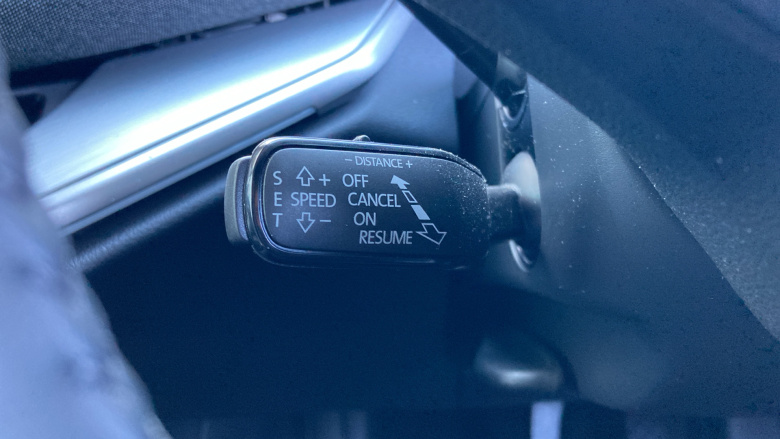 − DISTANCE +
S + OFF
E SPEED CANCEL
T − ON
RESUME